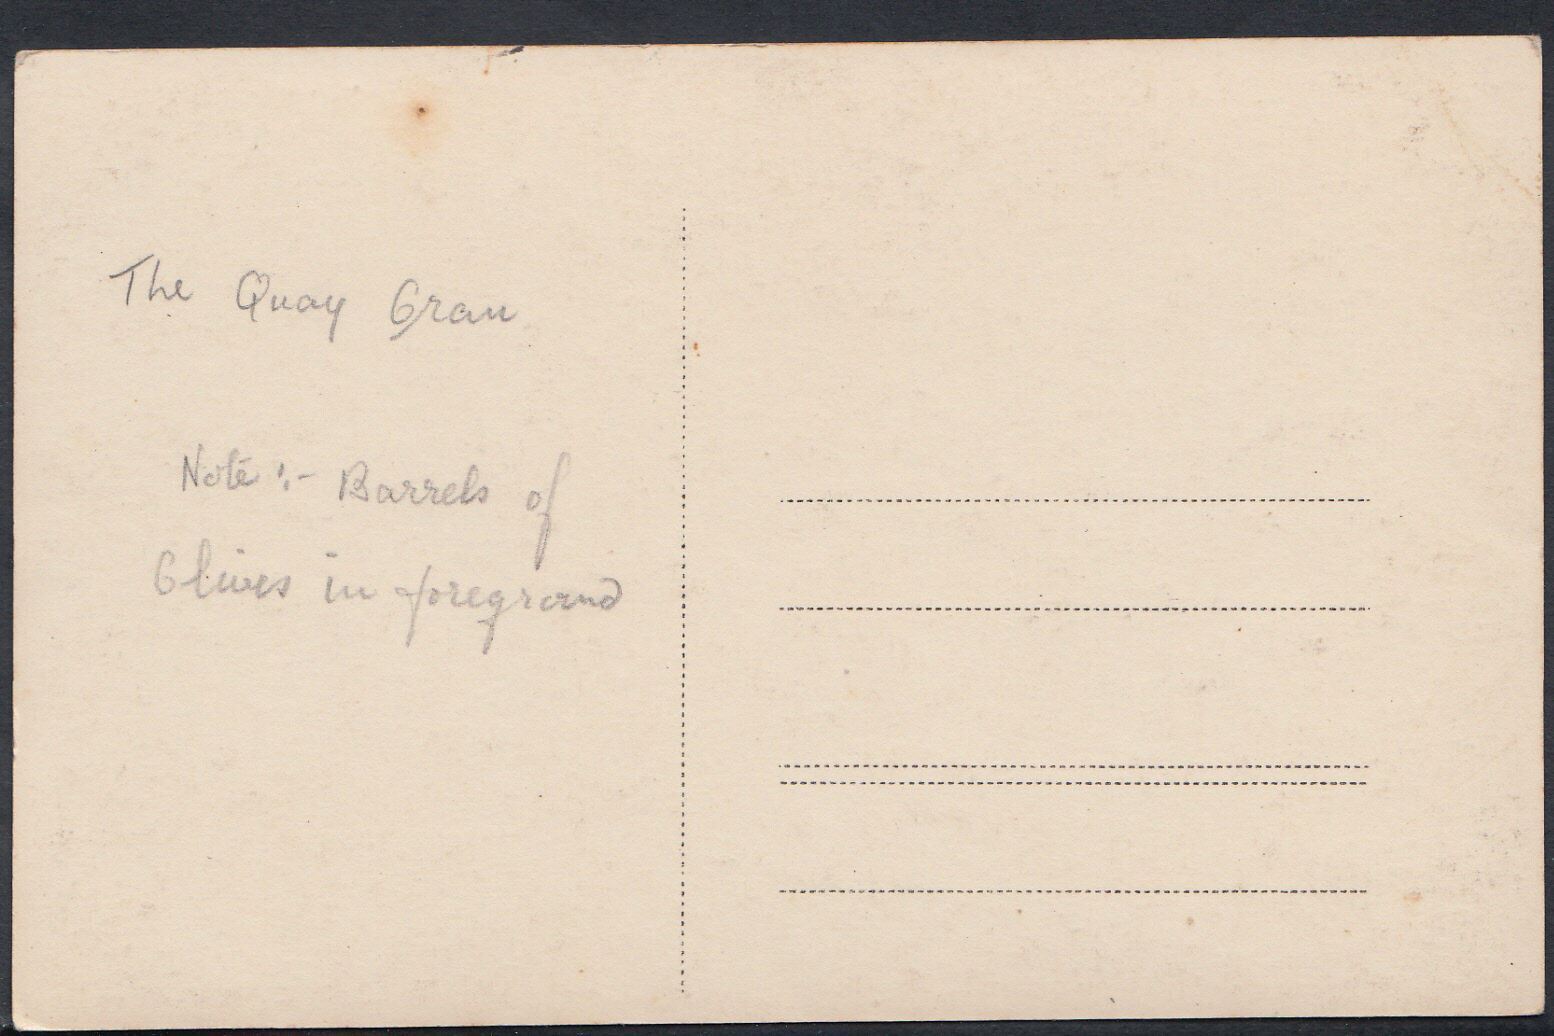 The Quay Oran
Note :- Barrels of
Olives in foreground